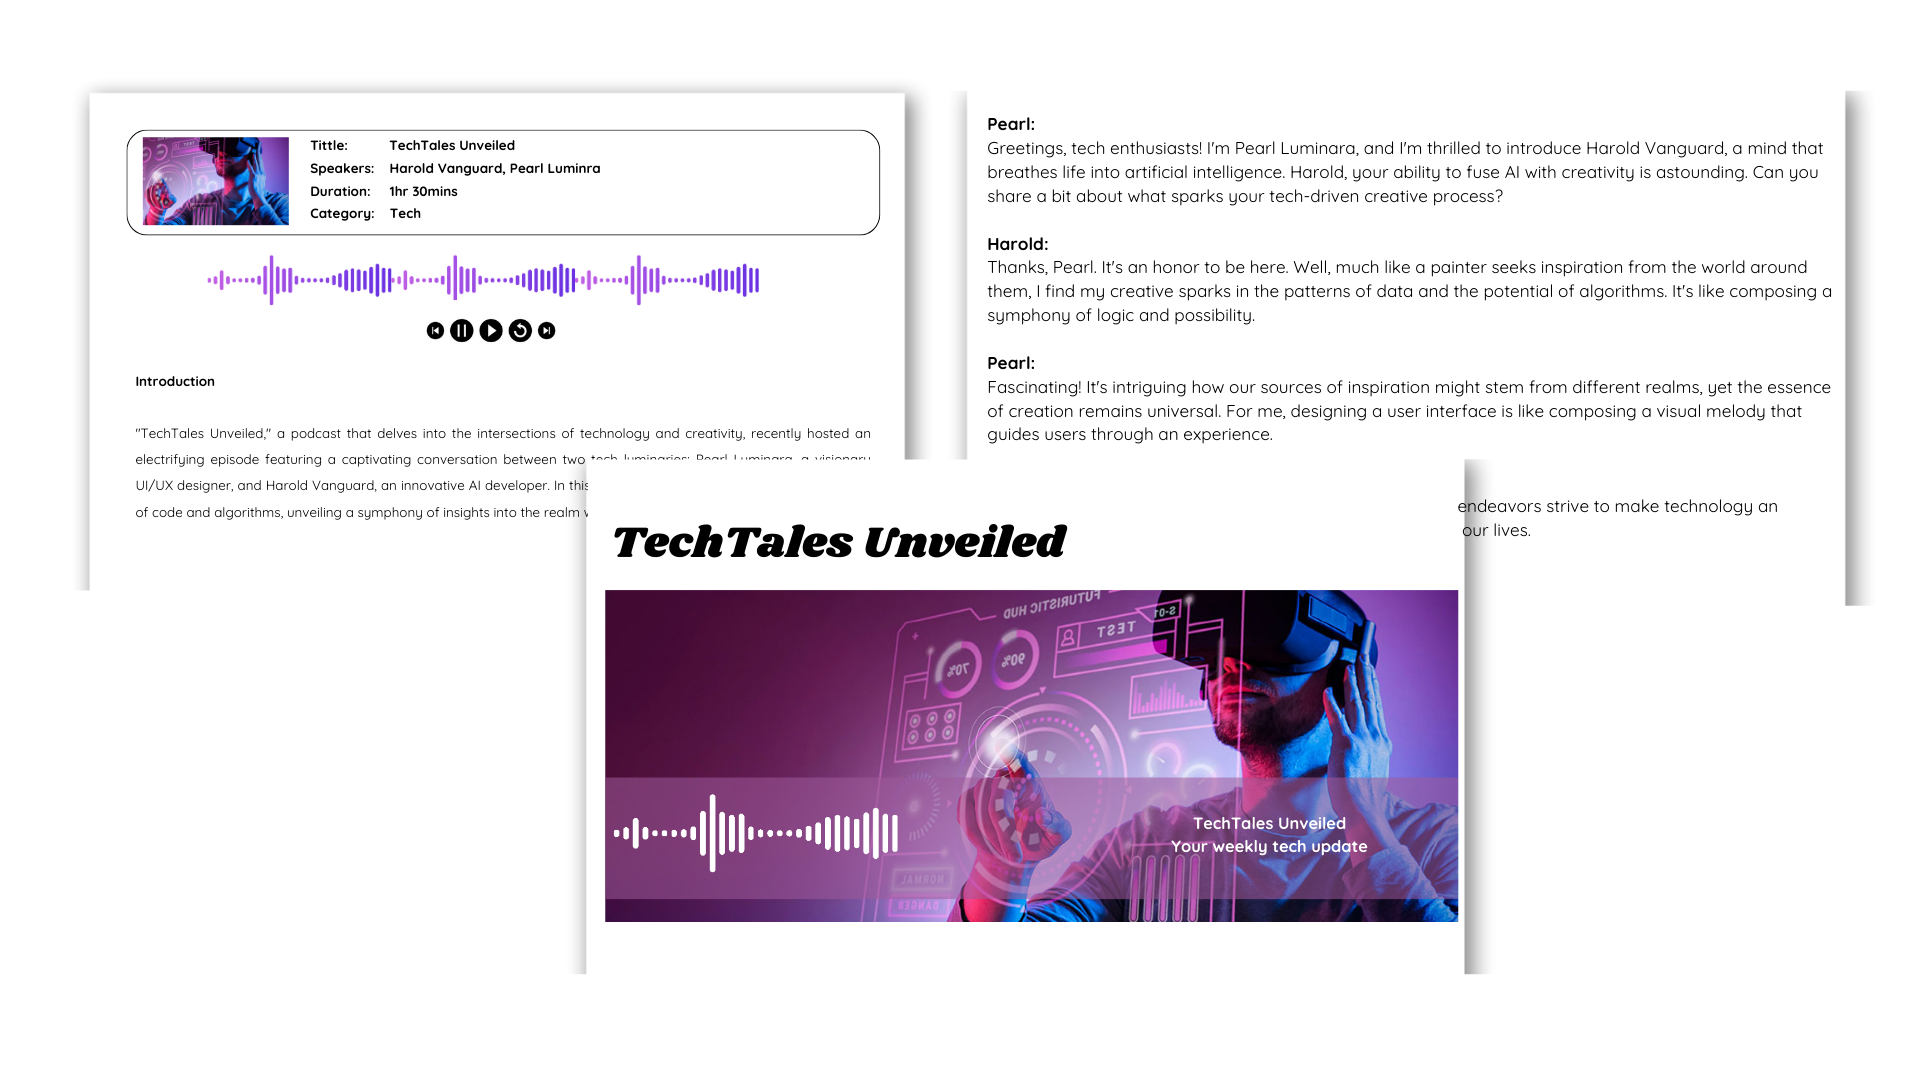 Tittle: TechTales Unveiled
Speakers: Harold Vanguard, Pearl Luminra
Duration: 1hr 30mins
Category: Tech
Introduction
"TechTales Unveiled," a podcast that delves into the intersections of technology and creativity, recently hosted an
electrifying episode featuring a captivating conversation between two tech luminaries: Pearl Luminara, a visionary
UI/UX designer, and Harold Vanguard, an innovative AI developer. In this
of code and algorithms, unveiling a symphony of insights into the realm
Pearl:
Greetings, tech enthusiasts! I'm Pearl Luminara, and I'm thrilled to introduce Harold Vanguard, a mind that
breathes life into artificial intelligence. Harold, your ability to fuse AI with creativity is astounding. Can you
share a bit about what sparks your tech-driven creative process?
Harold:
Thanks, Pearl. It's an honor to be here. Well, much like a painter seeks inspiration from the world around
them, I find my creative sparks in the patterns of data and the potential of algorithms. It's like composing a
symphony of logic and possibility.
Pearl:
Fascinating! It's intriguing how our sources of inspiration might stem from different realms, yet the essence
of creation remains universal. For me, designing a user interface is like composing a visual melody that
guides users through an experience.
endeavors strive to make technology an
our lives.
TechTales Unveiled
FUTURISTIC HUD
S-01
TEST
70%
90%
TechTales Unveiled
Your weekly tech update
NORMAL
DANGER